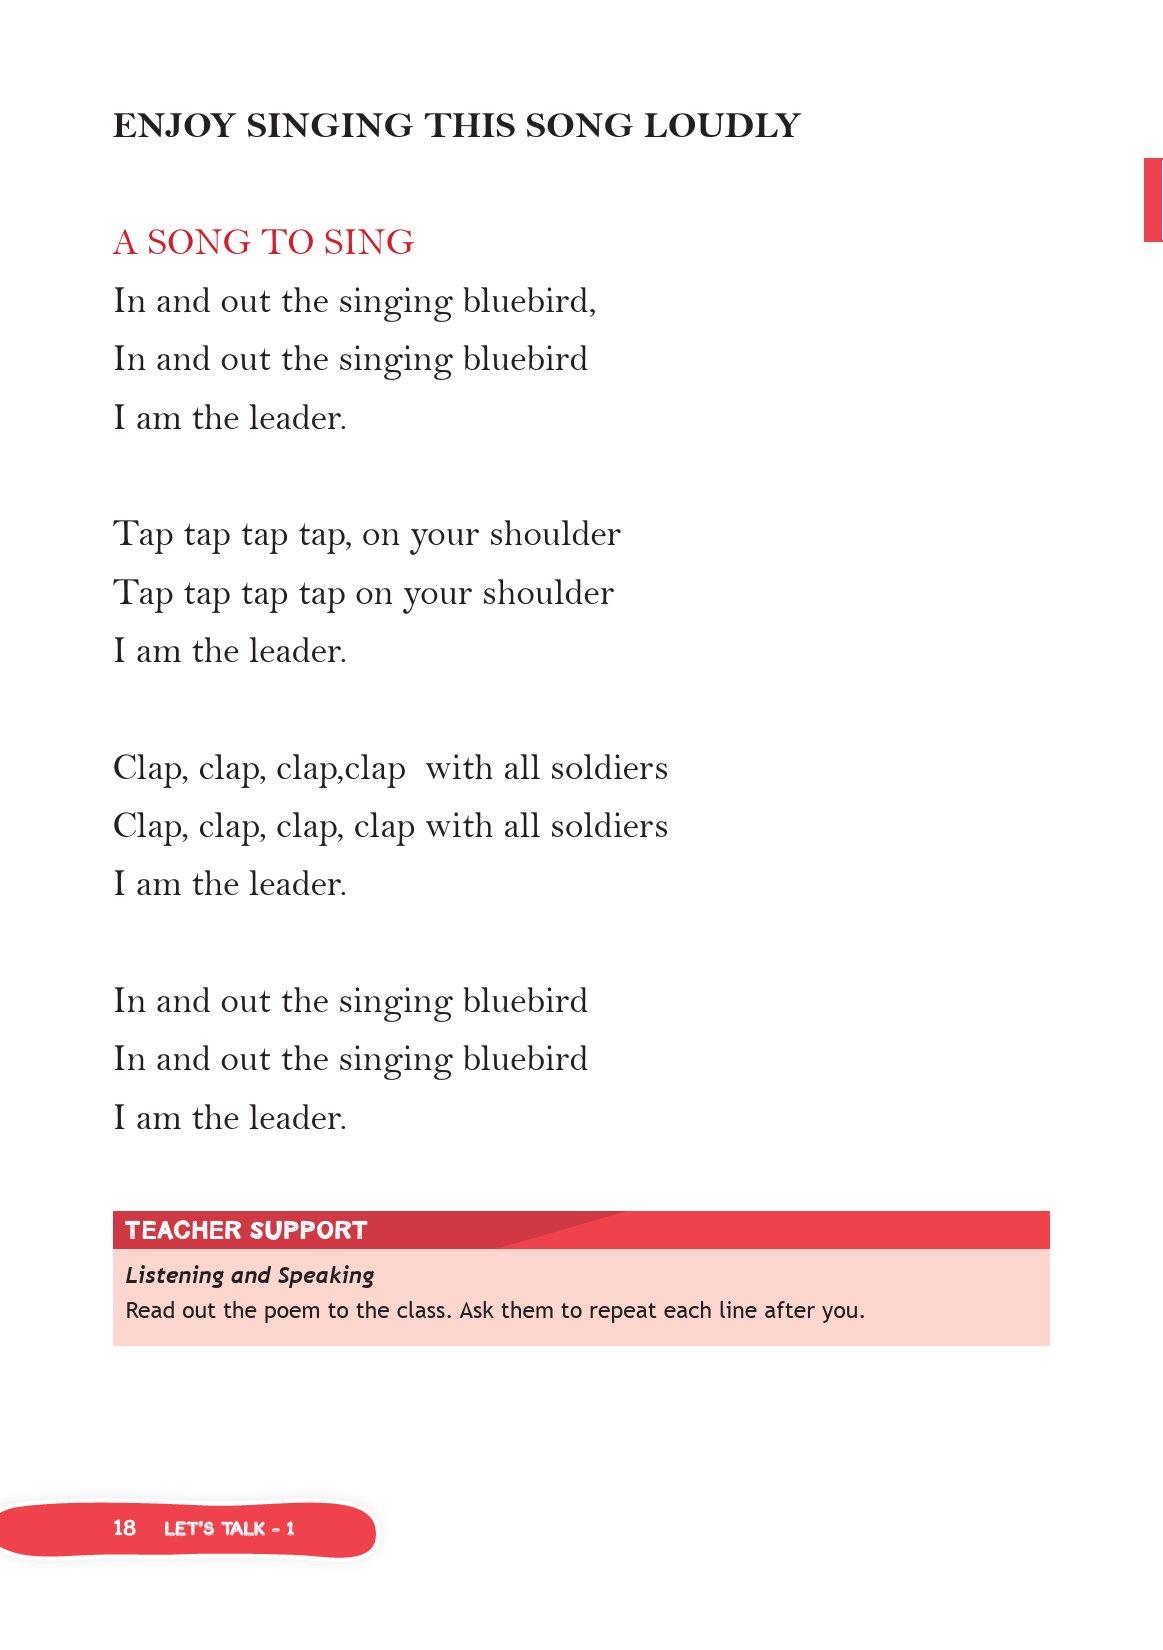 ENJOY SINGING THIS SONG LOUDLY
A SONG TO SING
In and out the singing bluebird,
In and out the singing bluebird
I am the leader.
Tap tap tap tap, on your shoulder
Tap tap tap tap on your shoulder
I am the leader.
Clap, clap, clap,clap  with all soldiers
Clap, clap, clap, clap with all soldiers
I am the leader.
In and out the singing bluebird
In and out the singing bluebird
I am the leader.
TEACHER SUPPORT
Listening and Speaking
Read out the poem to the class. Ask them to repeat each line after you.
18 LET'S TALK - 1